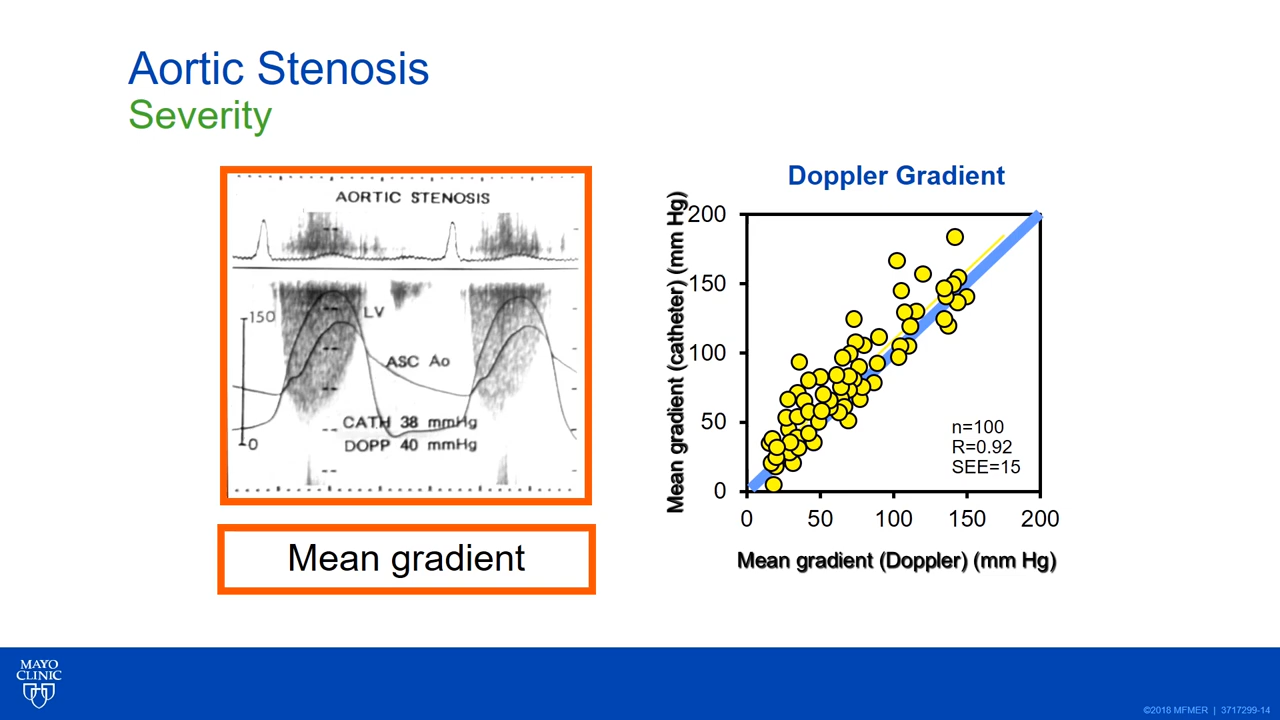 Aortic Stenosis
Severity
AORTIC STENOSIS
LV
150
ASC Ao
CATH 38 mmHg
0
DOPP 40 mmHg
Mean gradient
Doppler Gradient
Mean gradient (catheter) (mm Hg)
200
150
100
50
0
n=100
R=0.92
SEE=15
0 50 100 150 200
Mean gradient (Doppler) (mm Hg)
MAYO
CLINIC
©2018 MFMER | 3717299-14